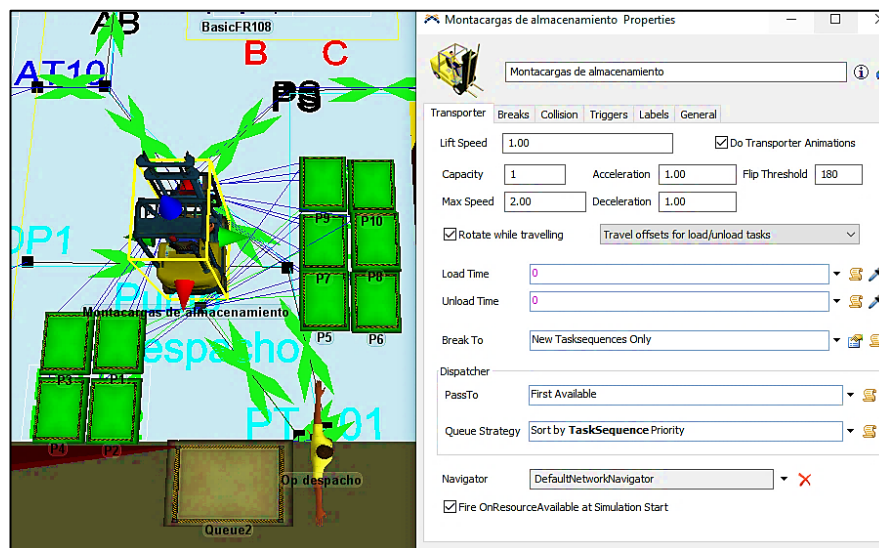 AB
BasicFR108
B C
AT10
PS
P9 P10
P7 P8
P5 P6
OP1
Montacargas de almacenamiento
P3 P1
despacho
P4 P2
Op despacho
Queue2
Montacargas de almacenamiento Properties
Montacargas de almacenamiento
Transporter Breaks Collision Triggers Labels General
Lift Speed 1.00 Do Transporter Animations
Capacity 1 Acceleration 1.00 Flip Threshold 180
Max Speed 2.00 Deceleration 1.00
Rotate while travelling Travel offsets for load/unload tasks
Load Time 0
Unload Time 0
Break To New Tasksequences Only
Dispatcher
PassTo First Available
Queue Strategy Sort by TaskSequence Priority
Navigator DefaultNetworkNavigator
Fire OnResourceAvailable at Simulation Start